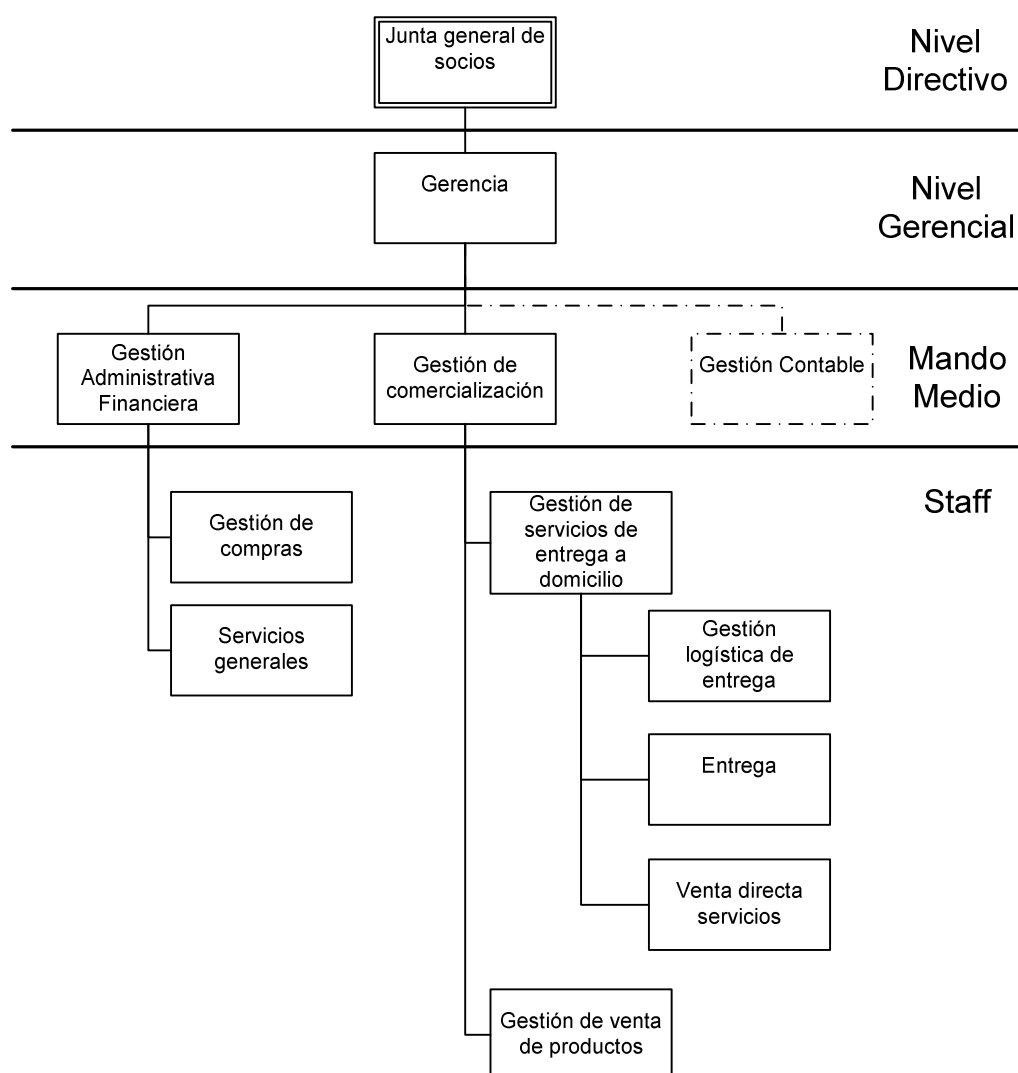 Junta general de
socios
Nivel
Directivo
Gerencia
Nivel
Gerencial
Gestión
Administrativa
Financiera
Gestión de
comercialización
Gestión Contable
Mando
Medio
Staff
Gestión de
compras
Servicios
generales
Gestión de
servicios de
entrega a
domicilio
Gestión
logística de
entrega
Entrega
Venta directa
servicios
Gestión de venta
de productos